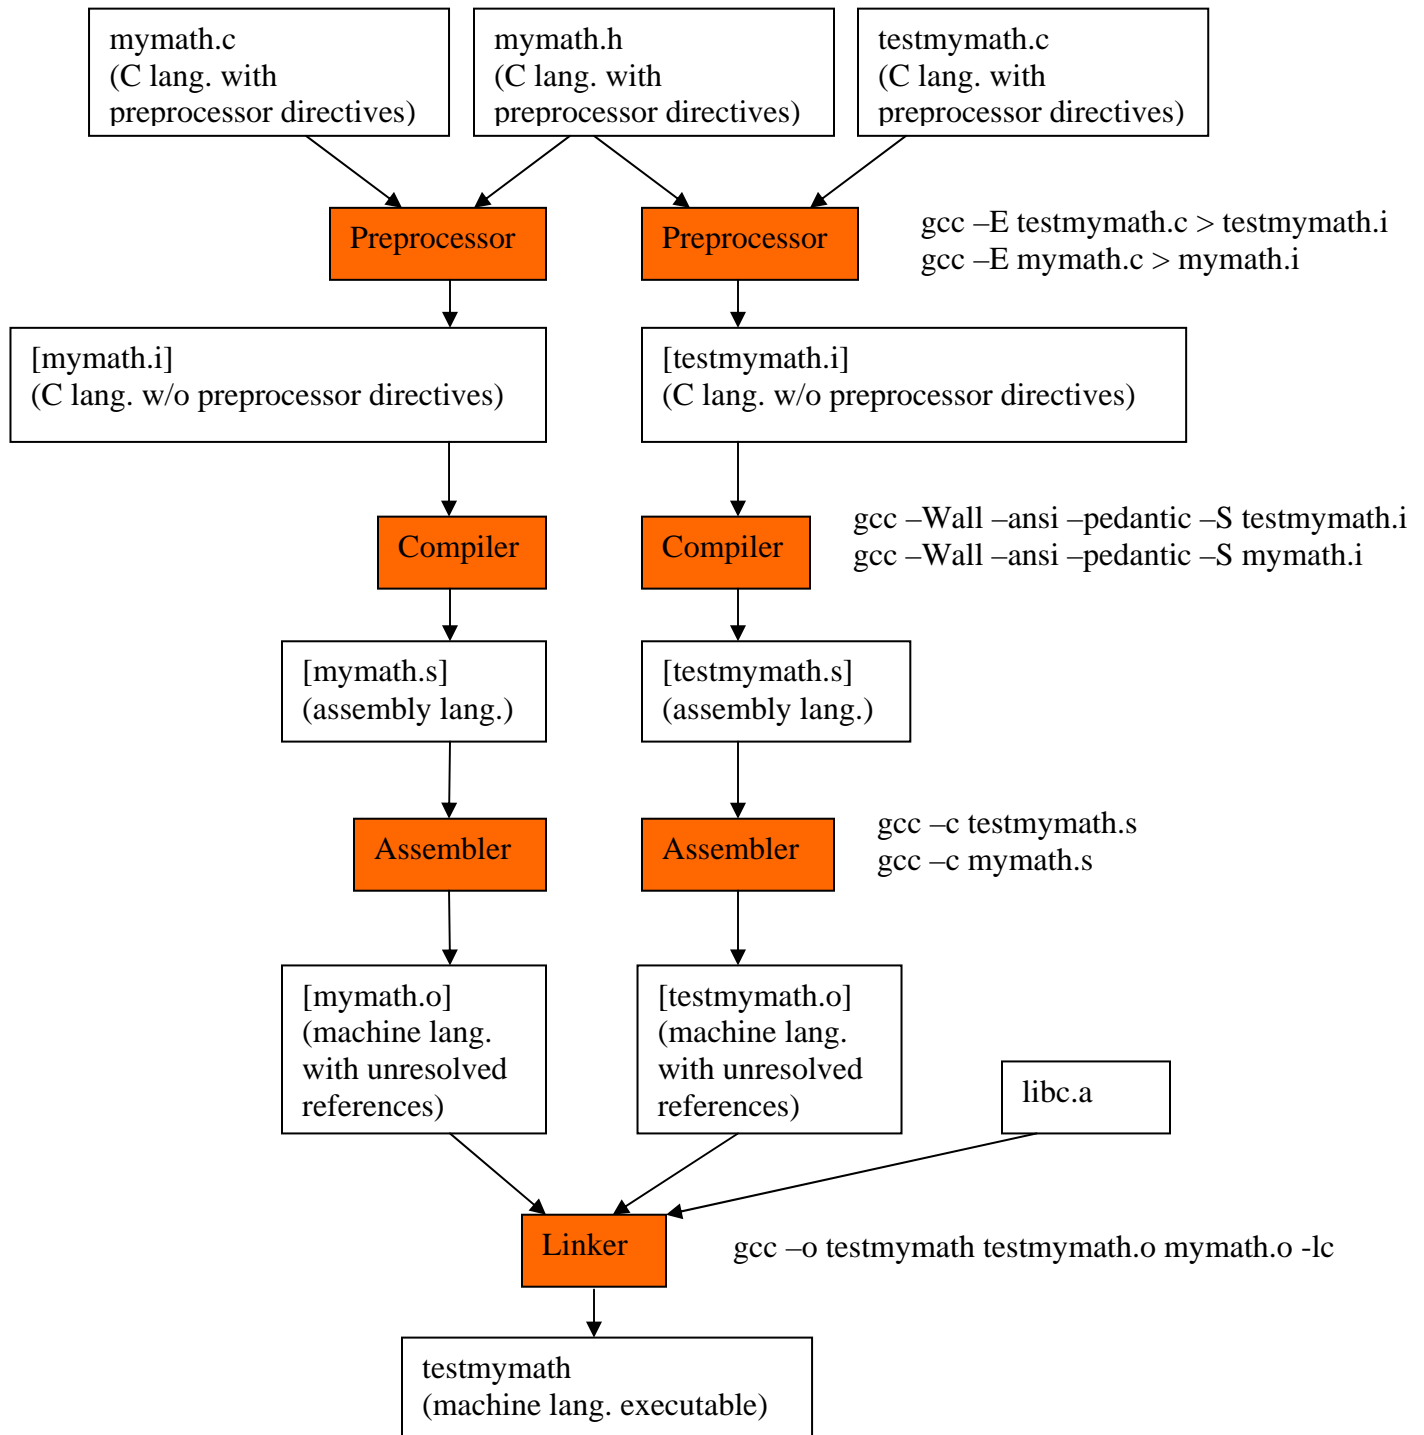 mymath.c
(C lang. with
preprocessor directives)
mymath.h
(C lang. with
preprocessor directives)
testmymath.c
(C lang. with
preprocessor directives)
Preprocessor
Preprocessor
gcc –E testmymath.c > testmymath.i
gcc –E mymath.c > mymath.i
[mymath.i]
(C lang. w/o preprocessor directives)
[testmymath.i]
(C lang. w/o preprocessor directives)
Compiler
Compiler
gcc –Wall –ansi –pedantic –S testmymath.i
gcc –Wall –ansi –pedantic –S mymath.i
[mymath.s]
(assembly lang.)
[testmymath.s]
(assembly lang.)
Assembler
Assembler
gcc –c testmymath.s
gcc –c mymath.s
[mymath.o]
(machine lang.
with unresolved
references)
[testmymath.o]
(machine lang.
with unresolved
references)
libc.a
Linker
gcc –o testmymath testmymath.o mymath.o -lc
testmymath
(machine lang. executable)